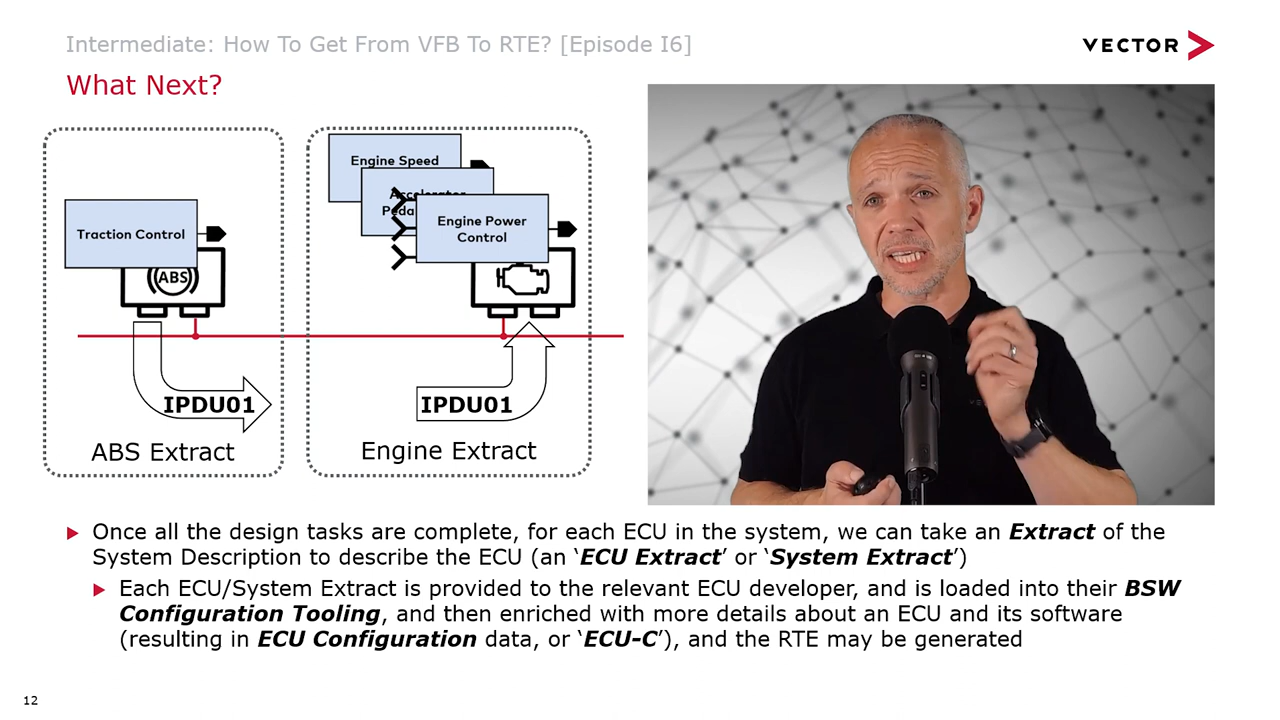 Intermediate: How To Get From VFB To RTE? [Episode I6]
VECTOR
What Next?
Engine Speed
Accelerator
Peda
Engine Power
Control
Traction Control
ABS
IPDU01
IPDU01
ABS Extract
Engine Extract
Once all the design tasks are complete, for each ECU in the system, we can take an Extract of the
System Description to describe the ECU (an ‘ECU Extract’ or ‘System Extract’)
Each ECU/System Extract is provided to the relevant ECU developer, and is loaded into their BSW
Configuration Tooling, and then enriched with more details about an ECU and its software
(resulting in ECU Configuration data, or ‘ECU-C’), and the RTE may be generated
12